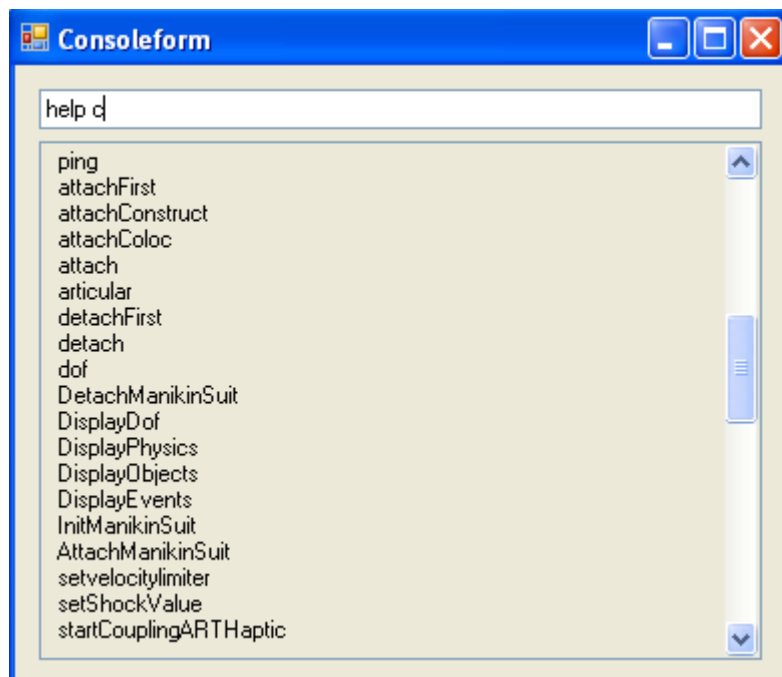 Consoleform
help c
ping
attachFirst
attachConstruct
attachColoc
attach
articular
detachFirst
detach
dof
DetachManikinSuit
DisplayDof
DisplayPhysics
DisplayObjects
DisplayEvents
InitManikinSuit
AttachManikinSuit
setvelocitylimiter
setShockValue
startCouplingARTHaptic